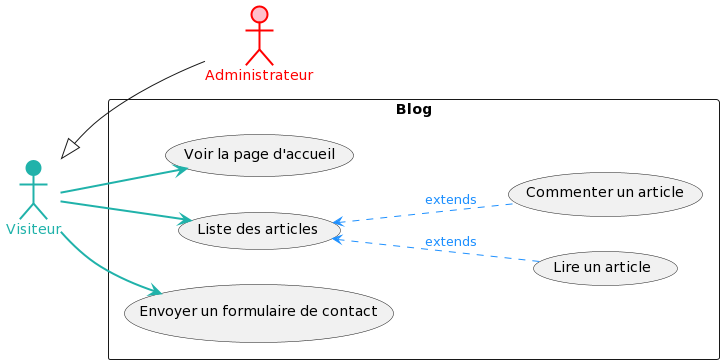 Administrateur
Blog
Voir la page d'accueil
Commenter un article
extends
Visiteur
Liste des articles
extends
Lire un article
Envoyer un formulaire de contact